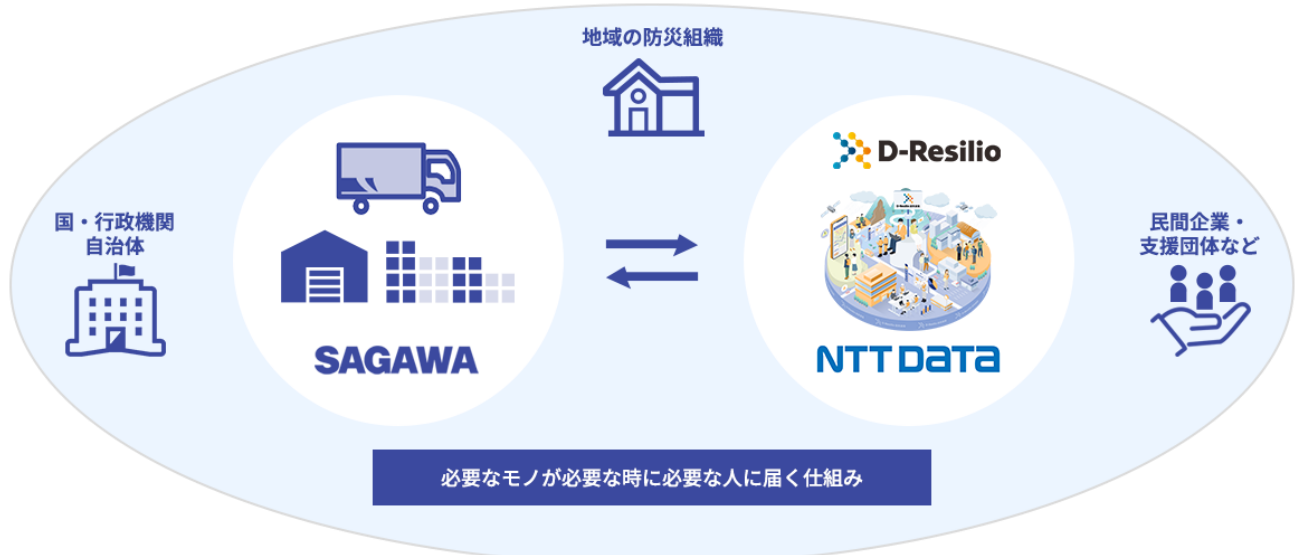 地域の防災組織
D-Resilio
国・行政機関
自治体
民間企業・
支援団体など
SAGAWA
NTT DATA
必要なモノが必要な時に必要な人に届く仕組み